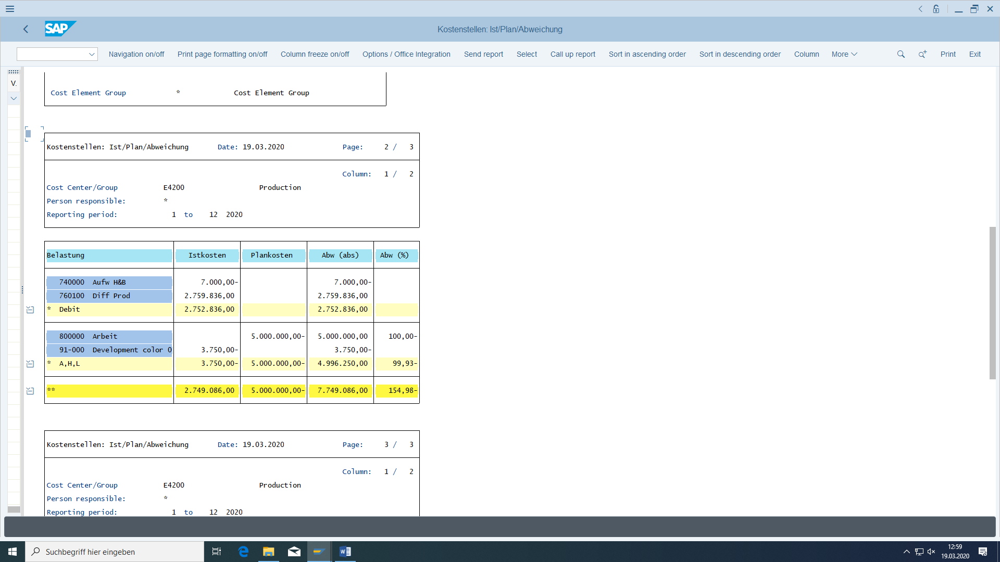 SAP
Kostenstellen: Ist/Plan/Abweichung
Navigation on/off Print page formatting on/off Column freeze on/off Options / Office Integration Send report Select Call up report Sort in ascending order Sort in descending order Column More Print Exit
V.
Cost Element Group * Cost Element Group
Kostenstellen: Ist/Plan/Abweichung Date: 19.03.2020 Page: 2 / 3
Column: 1 / 2
Cost Center/Group E4200 Production
Person responsible: *
Reporting period: 1 to 12 2020
Belastung Istkosten Plankosten Abw (abs) Abw (%)
740000 Aufw H&B 7.000,00- 7.000,00-
760100 Diff Prod 2.759.836,00 2.759.836,00
* Debit 2.752.836,00 2.752.836,00
800000 Arbeit 5.000.000,00- 5.000.000,00 100,00-
91-000 Development color O 3.750,00- 3.750,00-
* A,H,L 3.750,00- 5.000.000,00- 4.996.250,00 99,93-
** 2.749.086,00 5.000.000,00- 7.749.086,00 154,98-
Kostenstellen: Ist/Plan/Abweichung Date: 19.03.2020 Page: 3 / 3
Column: 1 / 2
Cost Center/Group E4200 Production
Person responsible: *
Reporting period: 1 to 12 2020
Suchbegriff hier eingeben
12:59
19.03.2020